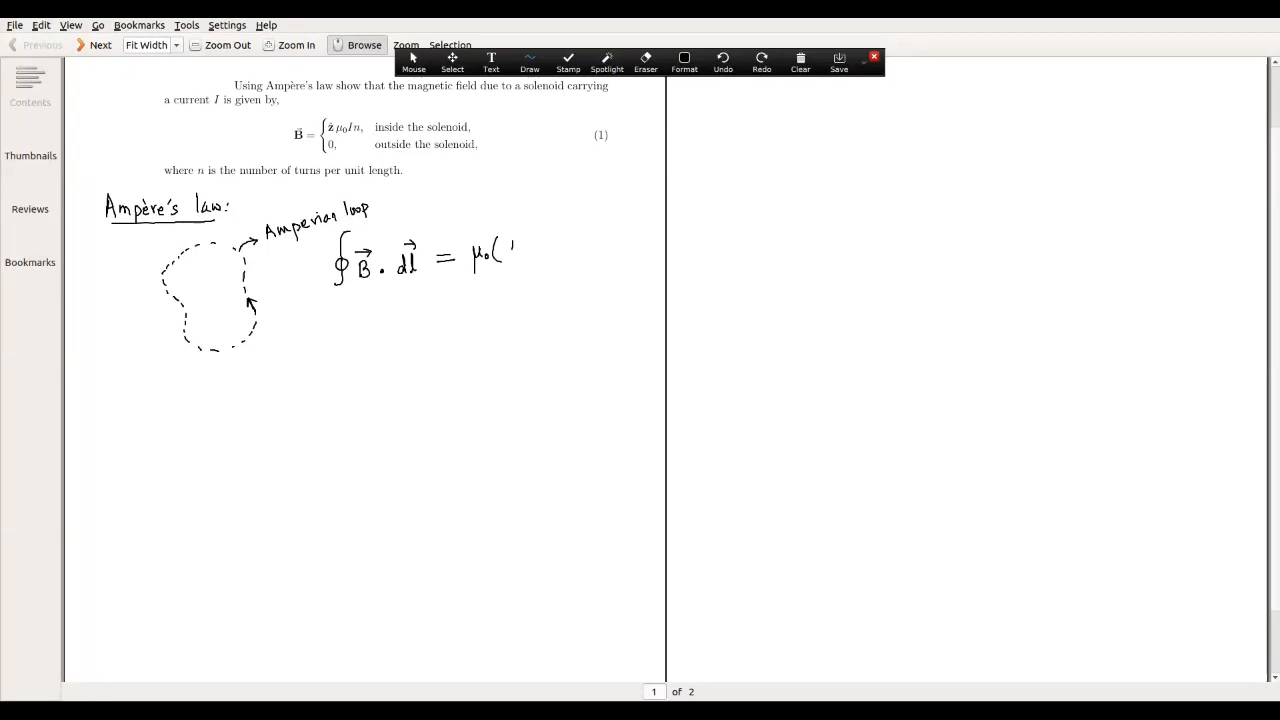 File Edit View Go Bookmarks Tools Settings Help
Previous Next Fit Width Zoom Out Zoom In Browse Zoom Selection
Mouse Select Text Draw Stamp Spotlight Eraser Format Undo Redo Clear Save
Contents
Thumbnails
Reviews
Bookmarks
Using Ampère's law show that the magnetic field due to a solenoid carrying
a current I is given by,
B⃗ = { ẑ μ₀In, inside the solenoid,
0, outside the solenoid, (1)
where n is the number of turns per unit length.
Ampère's law:
Amperian loop
∮ B⃗ . dl⃗ = μ₀(
1 of 2